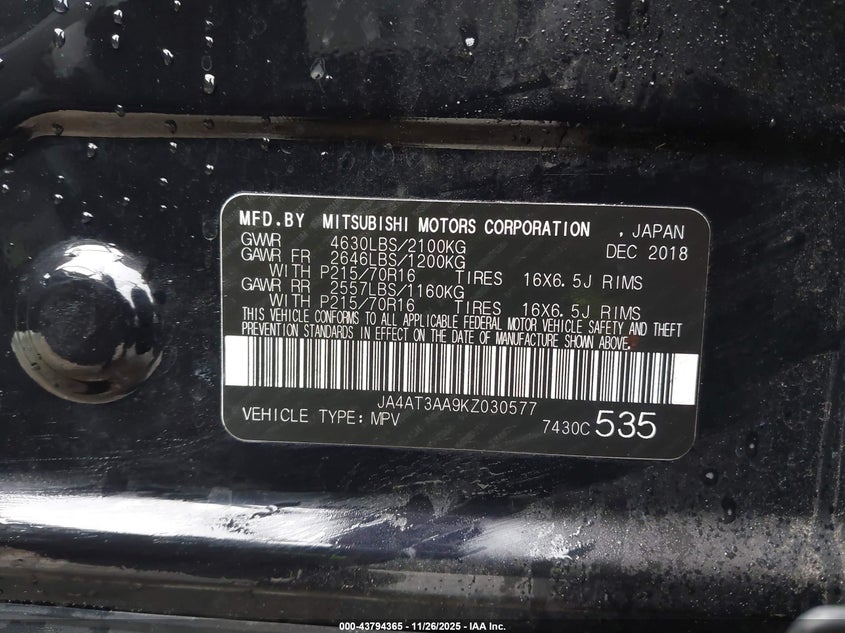 MFD.BY MITSUBISHI MOTORS CORPORATION , JAPAN
GVWR 4630LBS/2100KG DEC 2018
GAWR FR 2646LBS/1200KG
WITH P215/70R16 TIRES 16X6.5J RIMS
GAWR RR 2557LBS/1160KG
WITH P215/70R16 TIRES 16X6.5J RIMS
THIS VEHICLE CONFORMS TO ALL APPLICABLE FEDERAL MOTOR VEHICLE SAFETY AND THEFT
PREVENTION STANDARDS IN EFFECT ON THE DATE OF MANUFACTURE SHOWN ABOVE.
JA4AT3AA9KZ030577
VEHICLE TYPE: MPV 7430C 535
000-43794365 - 11/26/2025 - IAA Inc.